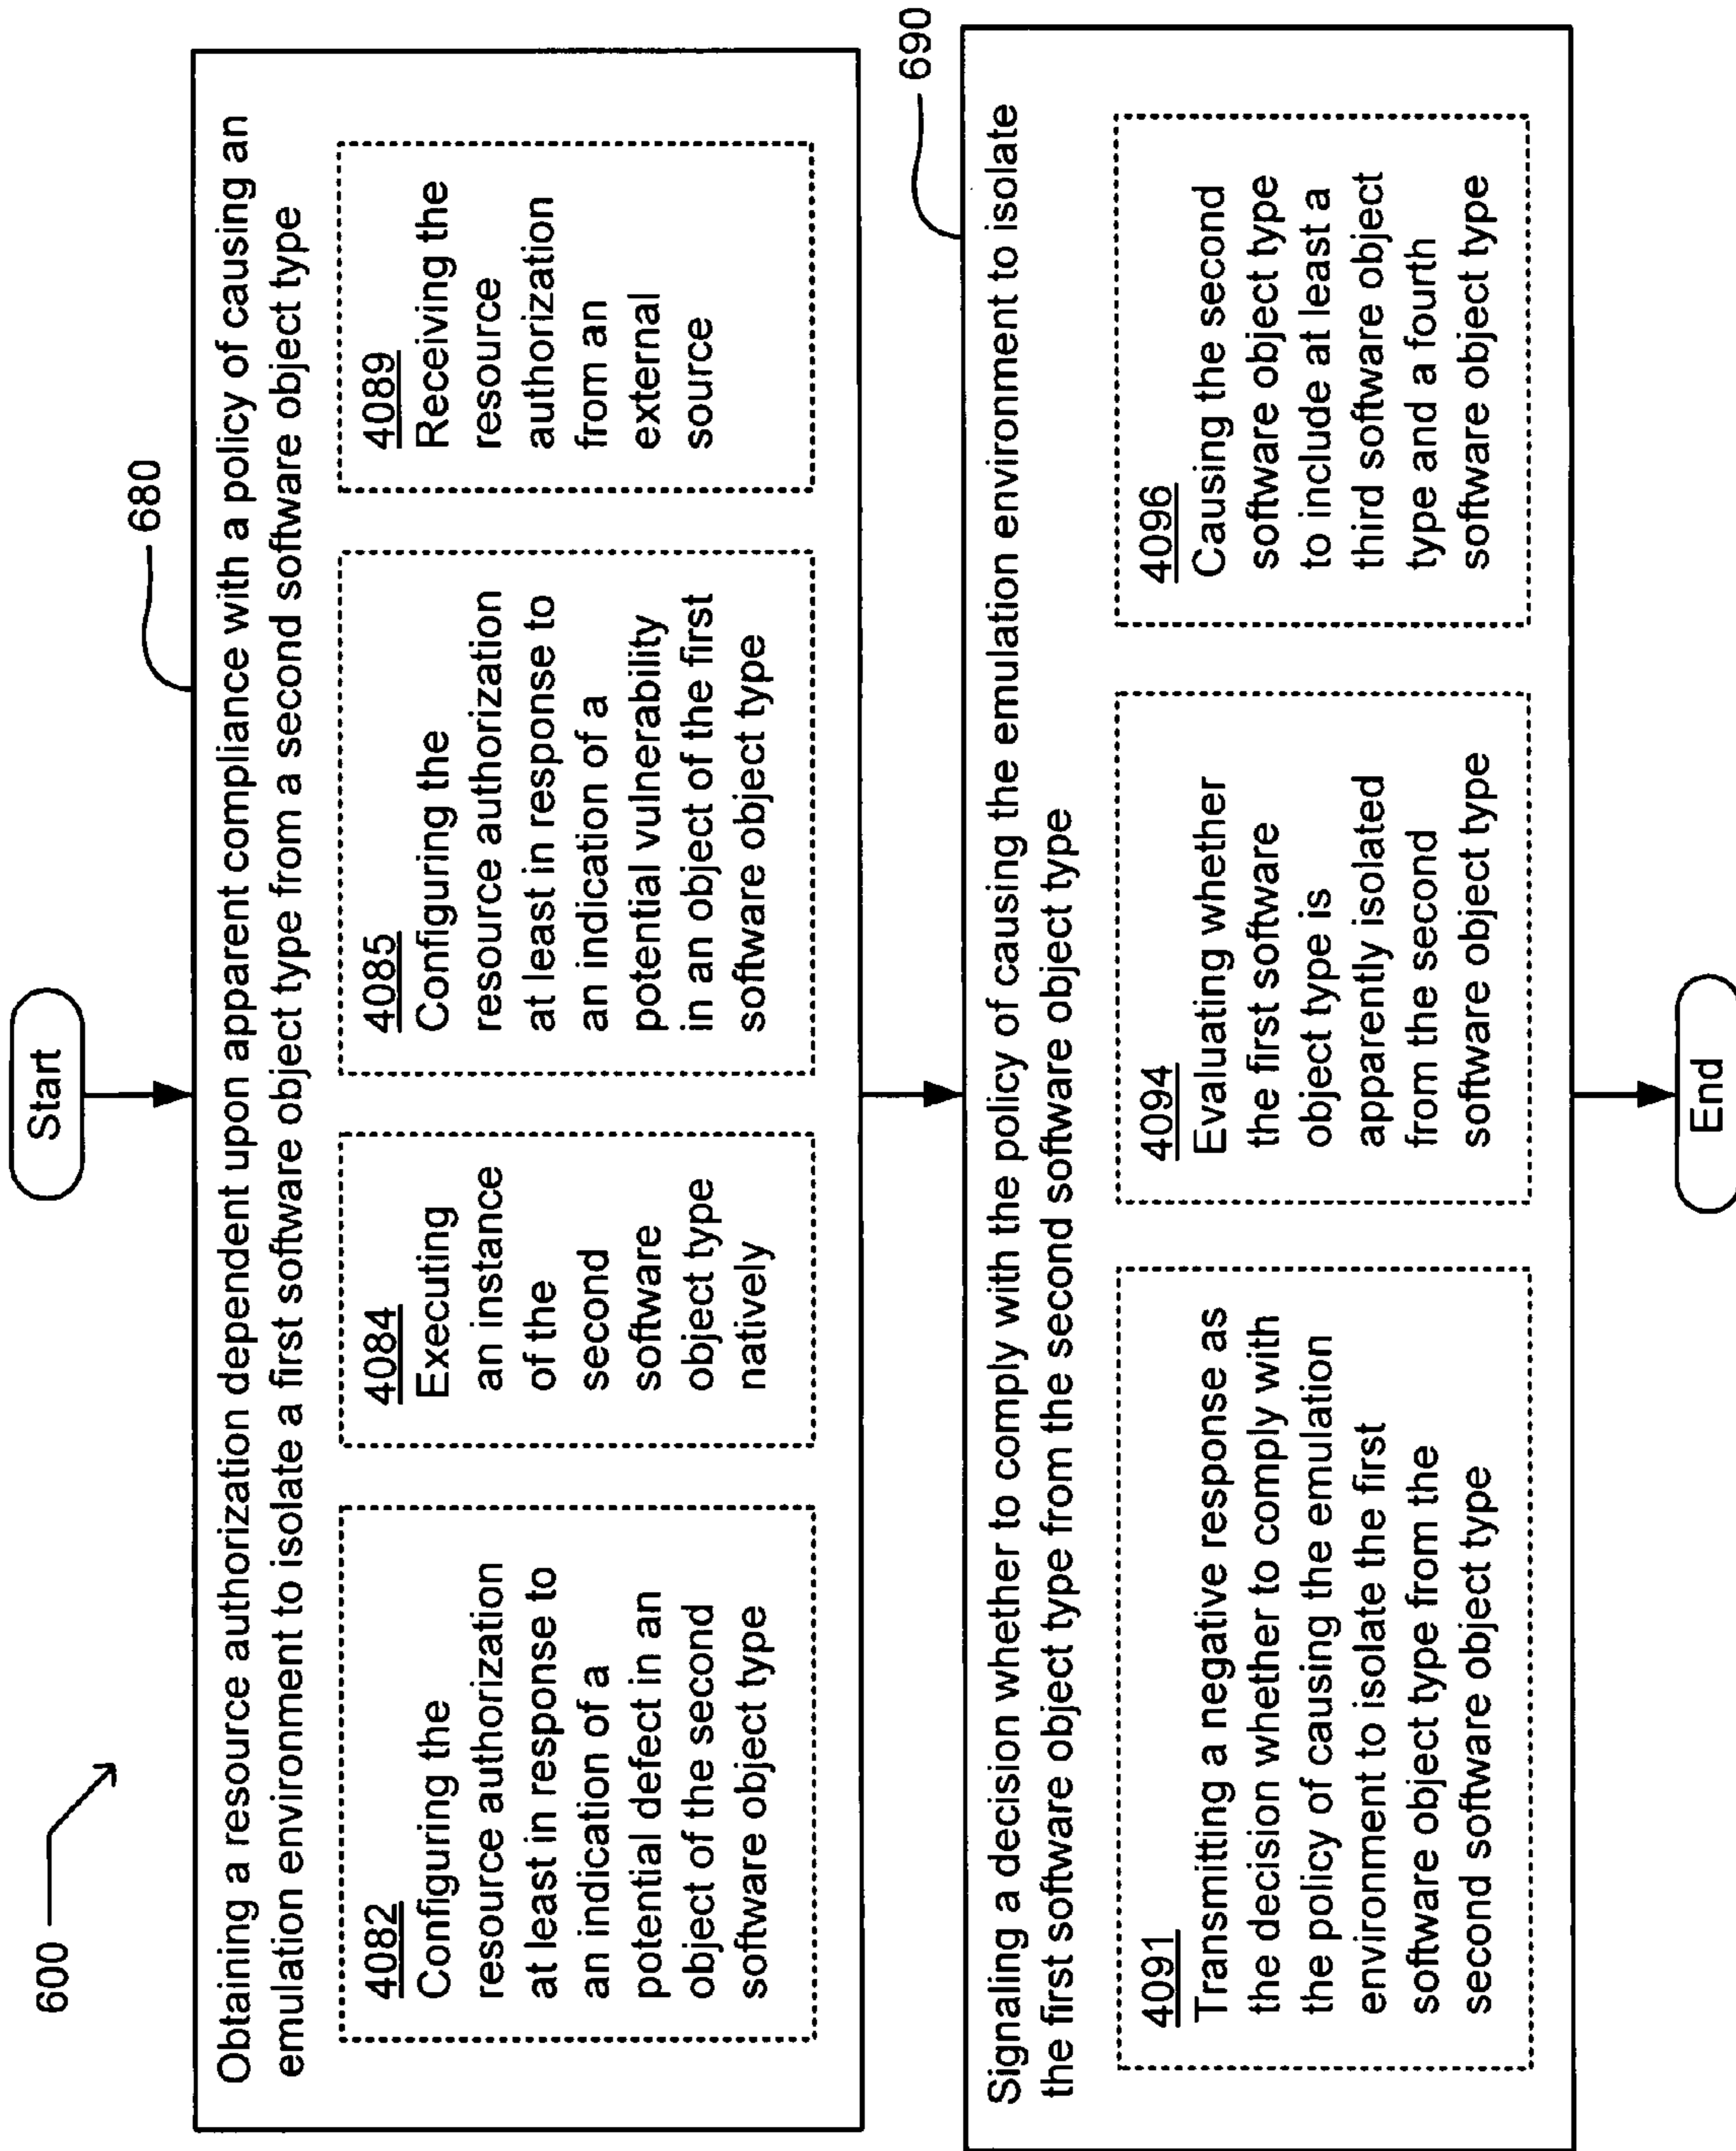 600
Start
680
Obtaining a resource authorization dependent upon apparent compliance with a policy of causing an
emulation environment to isolate a first software object type from a second software object type
4082
Configuring the
resource authorization
at least in response to
an indication of a
potential defect in an
object of the second
software object type
4084
Executing
an instance
of the
second
software
object type
natively
4085
Configuring the
resource authorization
at least in response to
an indication of a
potential vulnerability
in an object of the first
software object type
4089
Receiving the
resource
authorization
from an
external
source
690
Signaling a decision whether to comply with the policy of causing the emulation environment to isolate
the first software object type from the second software object type
4091
Transmitting a negative response as
the decision whether to comply with
the policy of causing the emulation
environment to isolate the first
software object type from the
second software object type
4094
Evaluating whether
the first software
object type is
apparently isolated
from the second
software object type
4096
Causing the second
software object type
to include at least a
third software object
type and a fourth
software object type
End